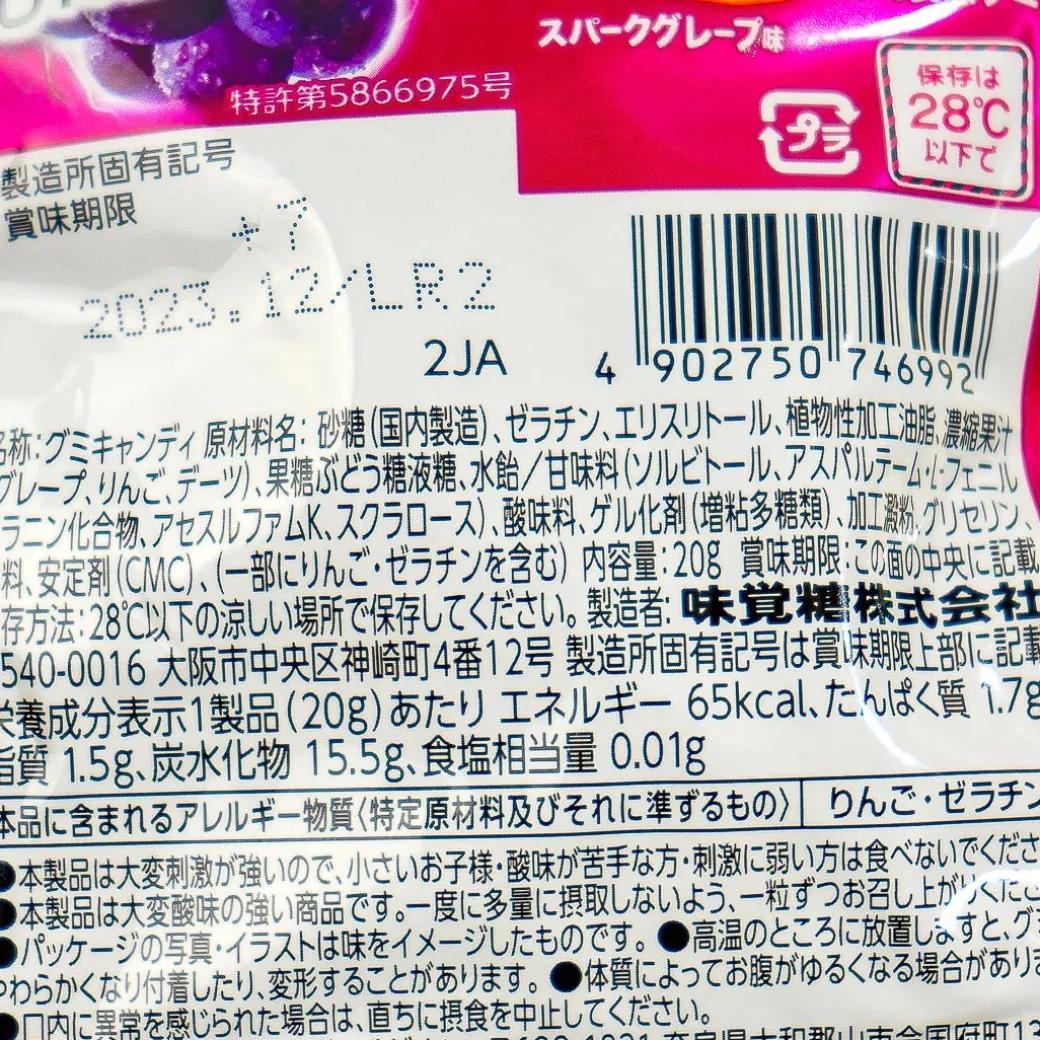 スパークグレープ味
特許第5866975号
プラ
保存は
28℃
以下で
製造所固有記号
賞味期限
+7
2023.12/LR2
2JA
4 902750 746992
名称:グミキャンディ 原材料名:砂糖(国内製造)、ゼラチン、エリスリトール、植物性加工油脂、濃縮果汁
グレープ、りんご、デーツ)、果糖ぶどう糖液糖、水飴/甘味料(ソルビトール、アスパルテーム・L-フェニル
ラニン化合物、アセスルファムK、スクラロース)、酸味料、ゲル化剤(増粘多糖類)、加工澱粉、グリセリン、
料、安定剤(CMC)、(一部にりんご・ゼラチンを含む) 内容量:20g 賞味期限:この面の中央に記載
存方法:28℃以下の涼しい場所で保存してください。製造者:味覚糖株式会社
540-0016 大阪市中央区神崎町4番12号 製造所固有記号は賞味期限上部に記載
栄養成分表示1製品(20g)あたり エネルギー 65kcal、たんぱく質 1.7g
脂質 1.5g、炭水化物 15.5g、食塩相当量 0.01g
本品に含まれるアレルギー物質〈特定原材料及びそれに準ずるもの〉 りんご・ゼラチン
●本製品は大変刺激が強いので、小さいお子様・酸味が苦手な方・刺激に弱い方は食べないでくださ
●本製品は大変酸味の強い商品です。一度に多量に摂取しないよう、一粒ずつお召し上がりくださ
●パッケージの写真・イラストは味をイメージしたものです。●高温のところに放置しますと、グ
やわらかくなり付着したり、変形することがあります。●体質によってお腹がゆるくなる場合があり
●口内に異常を感じられた場合は、直ちに摂食を中止してください。